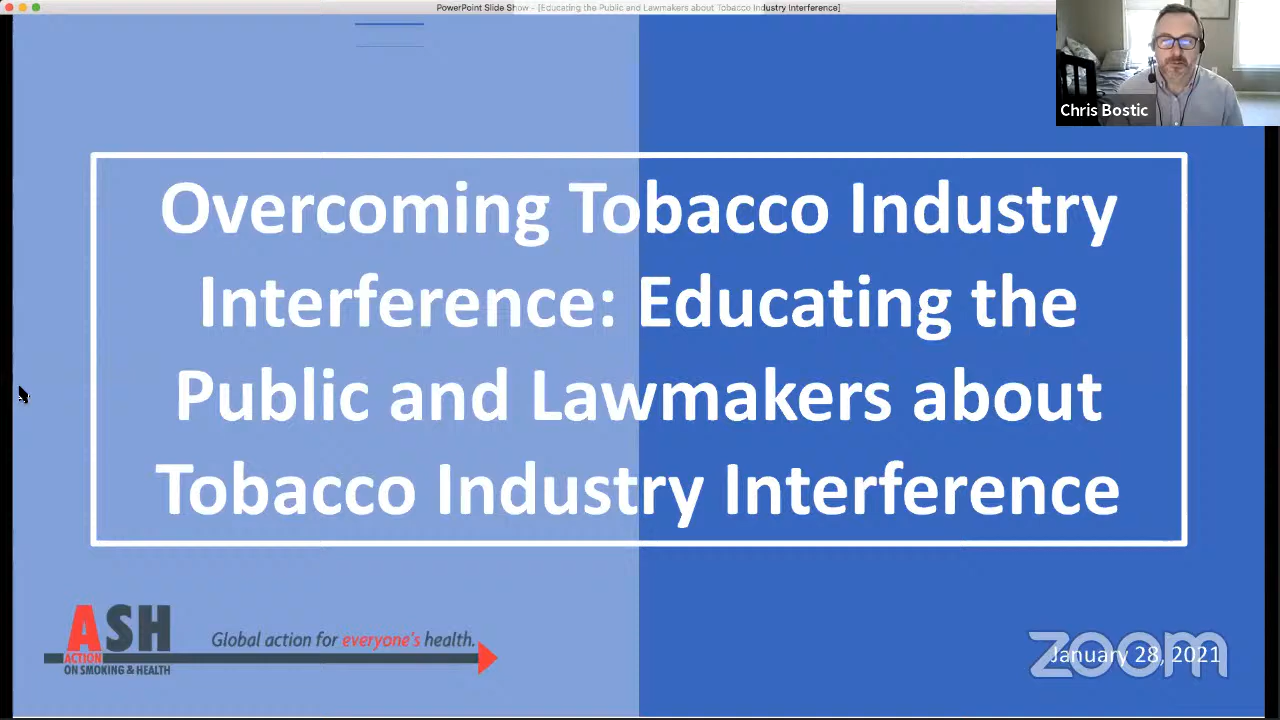 PowerPoint Slide Show - [Educating the Public and Lawmakers about Tobacco Industry Interference]
Chris Bostic
Overcoming Tobacco Industry
Interference: Educating the
Public and Lawmakers about
Tobacco Industry Interference
ASH
ACTION
ON SMOKING & HEALTH
Global action for everyone's health.
zoom
January 28, 2021